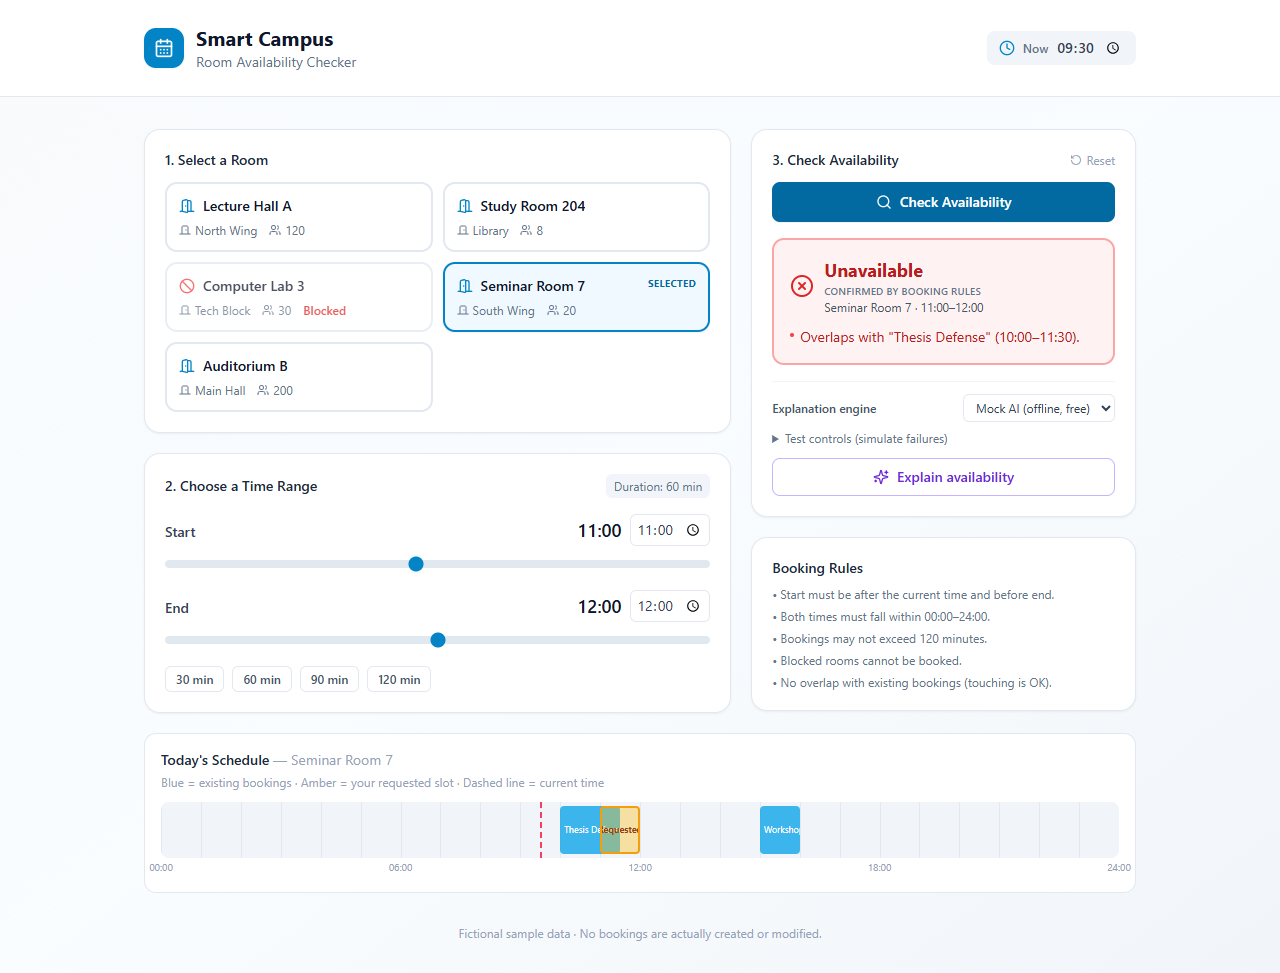 Smart Campus
Room Availability Checker
Now 09:30
1. Select a Room
Lecture Hall A
North Wing 120
Study Room 204
Library 8
Computer Lab 3
Tech Block 30 Blocked
Seminar Room 7 SELECTED
South Wing 20
Auditorium B
Main Hall 200
2. Choose a Time Range Duration: 60 min
Start 11:00 11:00
End 12:00 12:00
30 min 60 min 90 min 120 min
3. Check Availability Reset
Check Availability
Unavailable
CONFIRMED BY BOOKING RULES
Seminar Room 7 · 11:00–12:00
• Overlaps with "Thesis Defense" (10:00–11:30).
Explanation engine Mock AI (offline, free)
Test controls (simulate failures)
Explain availability
Booking Rules
• Start must be after the current time and before end.
• Both times must fall within 00:00–24:00.
• Bookings may not exceed 120 minutes.
• Blocked rooms cannot be booked.
• No overlap with existing bookings (touching is OK).
Today's Schedule — Seminar Room 7
Blue = existing bookings · Amber = your requested slot · Dashed line = current time
Thesis Workshop
00:00 06:00 12:00 18:00 24:00
Fictional sample data · No bookings are actually created or modified.